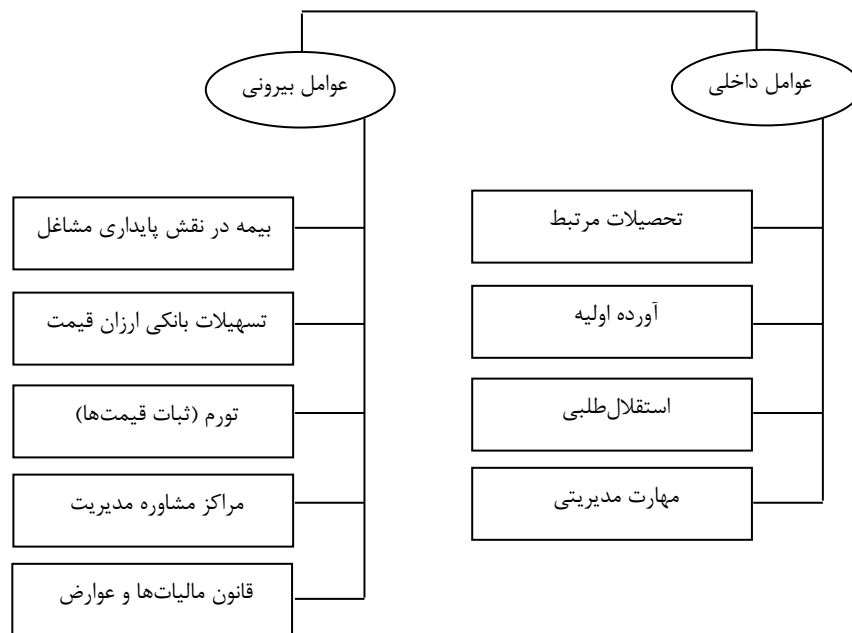 عوامل داخلی
تحصیلات مرتبط
آورده اولیه
استقلال‌طلبی
مهارت مدیریتی
عوامل بیرونی
بیمه در نقش پایداری مشاغل
تسهیلات بانکی ارزان قیمت
تورم (ثبات قیمت‌ها)
مراکز مشاوره مدیریت
قانون مالیات‌ها و عوارض